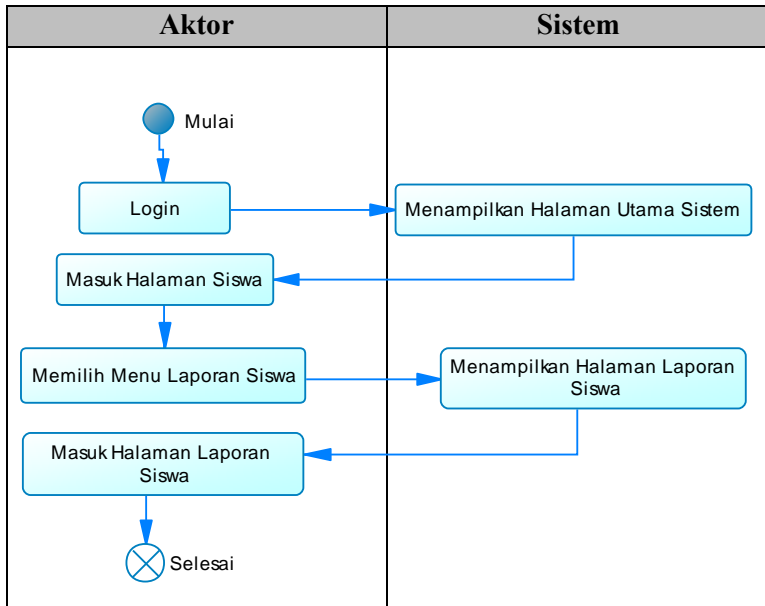 Aktor
Sistem
Mulai
Login
Menampilkan Halaman Utama Sistem
Masuk Halaman Siswa
Memilih Menu Laporan Siswa
Menampilkan Halaman Laporan
Siswa
Masuk Halaman Laporan
Siswa
Selesai